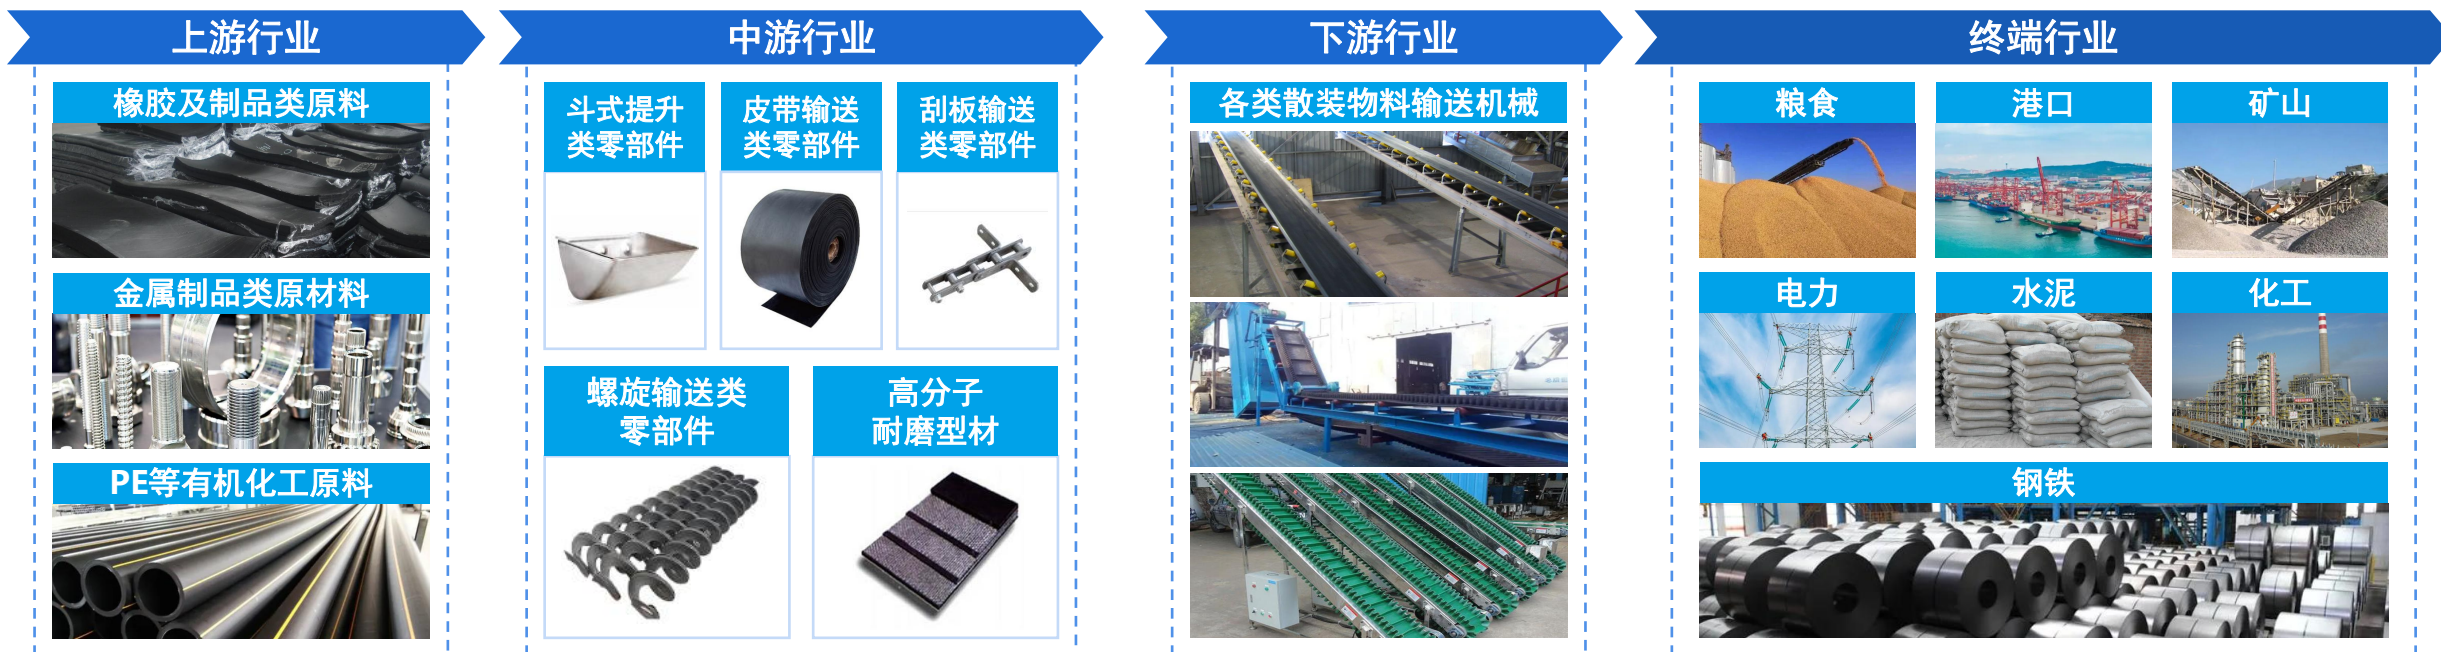 上游行业
中游行业
下游行业
终端行业
橡胶及制品类原料
金属制品类原材料
PE等有机化工原料
斗式提升
类零部件
皮带输送
类零部件
刮板输送
类零部件
螺旋输送类
零部件
高分子
耐磨型材
各类散装物料输送机械
粮食
港口
矿山
电力
水泥
化工
钢铁